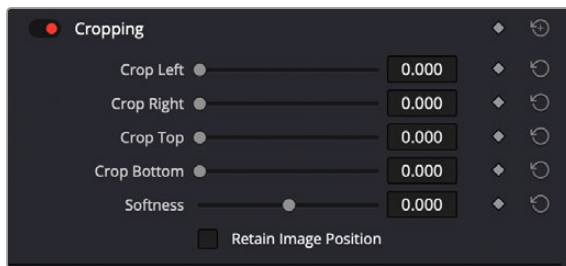 Cropping
Crop Left 0.000
Crop Right 0.000
Crop Top 0.000
Crop Bottom 0.000
Softness 0.000
Retain Image Position